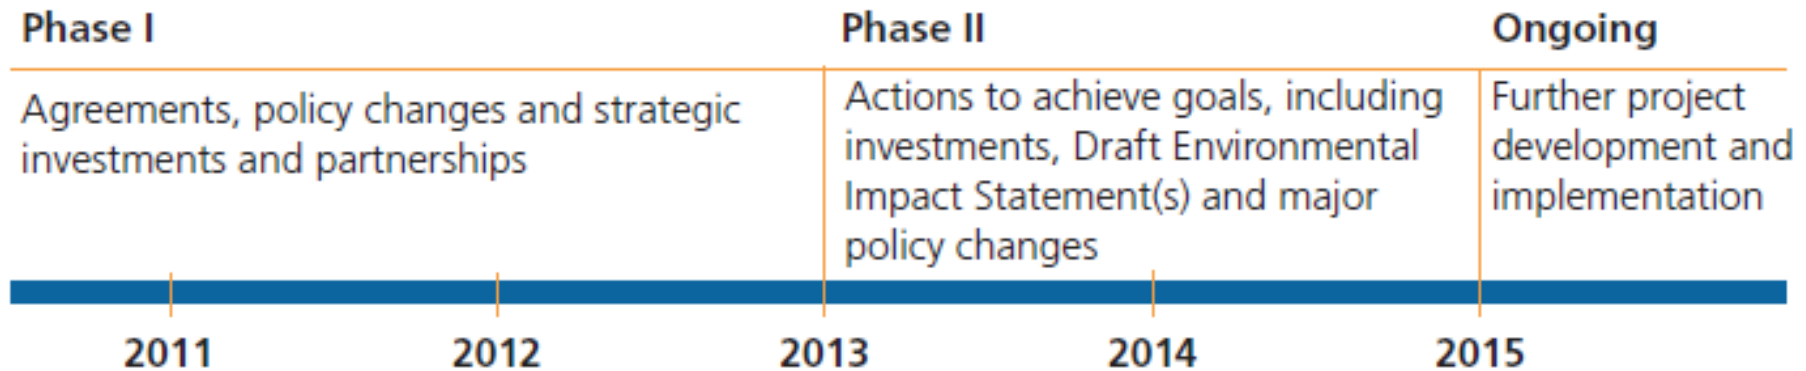 Phase I
Agreements, policy changes and strategic
investments and partnerships
Phase II
Actions to achieve goals, including
investments, Draft Environmental
Impact Statement(s) and major
policy changes
Ongoing
Further project
development and
implementation
2011
2012
2013
2014
2015